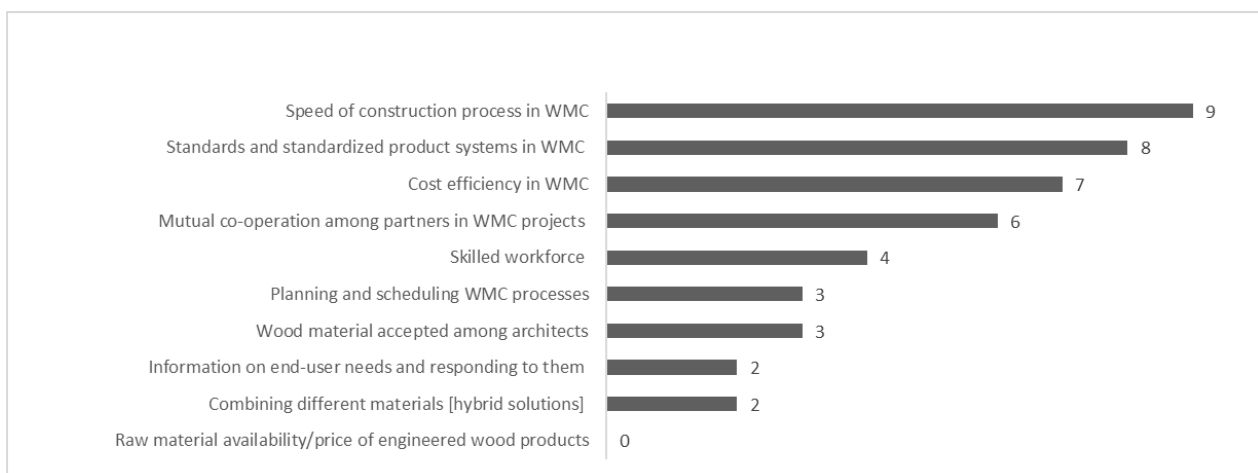 Speed of construction process in WMC 9
Standards and standardized product systems in WMC 8
Cost efficiency in WMC 7
Mutual co-operation among partners in WMC projects 6
Skilled workforce 4
Planning and scheduling WMC processes 3
Wood material accepted among architects 3
Information on end-user needs and responding to them 2
Combining different materials [hybrid solutions] 2
Raw material availability/price of engineered wood products 0